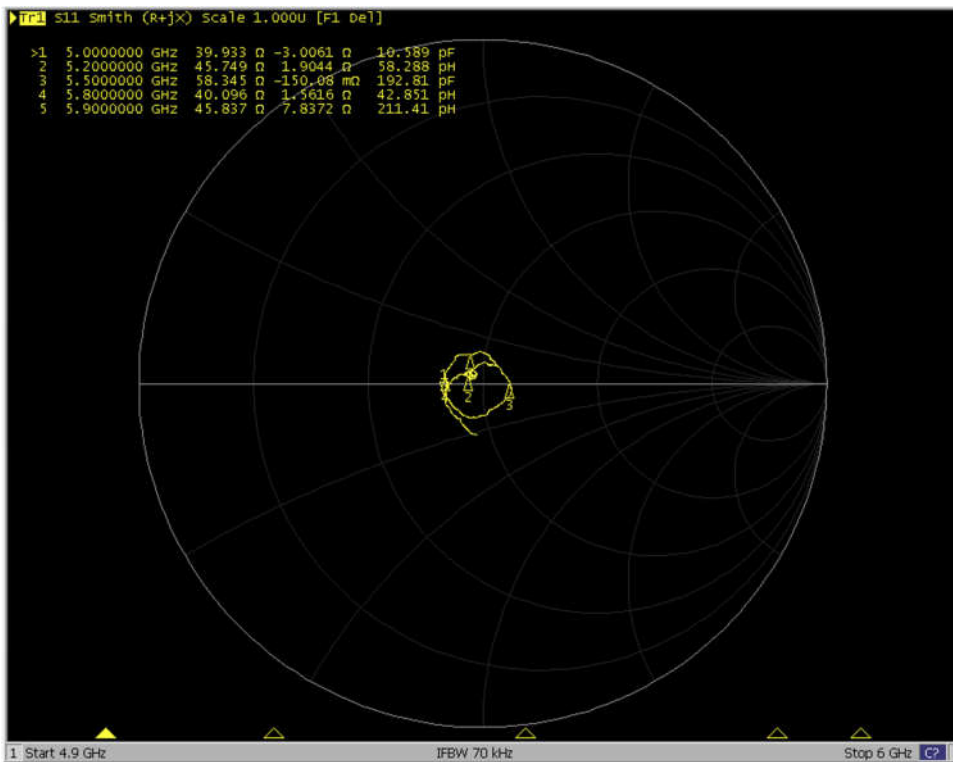 Tr1 S11 Smith (R+jX) Scale 1.000U [F1 Del]
>1 5.0000000 GHz 39.933 Ω -3.0061 Ω 10.589 pF
2 5.2000000 GHz 45.749 Ω 1.9044 Ω 58.288 pH
3 5.5000000 GHz 58.345 Ω -150.08 mΩ 192.81 pF
4 5.8000000 GHz 40.096 Ω 1.5616 Ω 42.851 pH
5 5.9000000 GHz 45.837 Ω 7.8372 Ω 211.41 pH
2
3
1 Start 4.9 GHz IFBW 70 kHz Stop 6 GHz C?